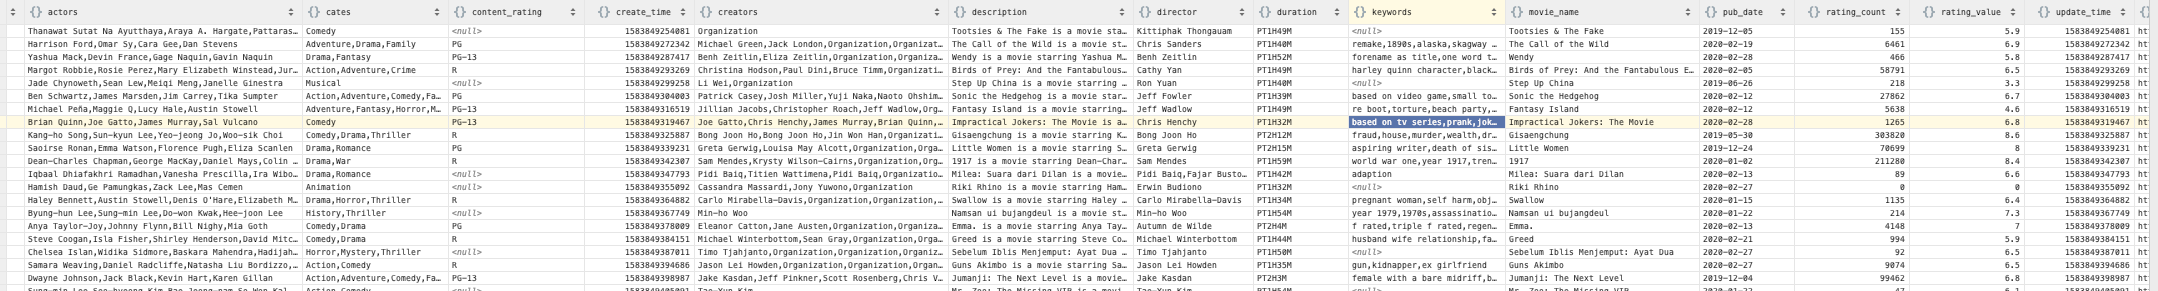 actors cates content_rating create_time creators description director duration keywords movie_name pub_date rating_count rating_value update_time
Thanawat Sutat Na Ayutthaya,Araya A. Hargate,Pattaras… Comedy <null> 1583849254081 Organization Tootsies & The Fake is a movie sta… Kittiphak Thongauam PT1H49M <null> Tootsies & The Fake 2019-12-05 155 5.9 1583849254081 ht
Harrison Ford,Omar Sy,Cara Gee,Dan Stevens Adventure,Drama,Family PG 1583849272342 Michael Green,Jack London,Organization,Organizat… The Call of the Wild is a movie st… Chris Sanders PT1H40M remake,1890s,alaska,skagway … The Call of the Wild 2020-02-19 6461 6.9 1583849272342 ht
Yashua Mack,Devin France,Gage Naquin,Gavin Naquin Drama,Fantasy PG-13 1583849287417 Benh Zeitlin,Eliza Zeitlin,Organization,Organiza… Wendy is a movie starring Yashua M… Benh Zeitlin PT1H52M forename as title,one word t… Wendy 2020-02-28 466 5.8 1583849287417 ht
Margot Robbie,Rosie Perez,Mary Elizabeth Winstead,Jur… Action,Adventure,Crime R 1583849293269 Christina Hodson,Paul Dini,Bruce Timm,Organizati… Birds of Prey: And the Fantabulous… Cathy Yan PT1H49M harley quinn character,black… Birds of Prey: And the Fantabulous E… 2020-02-05 58791 6.5 1583849293269 ht
Jade Chynoweth,Sean Lew,Meiqi Meng,Janelle Ginestra Musical <null> 1583849299258 Li Wei,Organization Step Up China is a movie starring … Ron Yuan PT1H40M <null> Step Up China 2019-06-26 218 3.3 1583849299258 ht
Ben Schwartz,James Marsden,Jim Carrey,Tika Sumpter Action,Adventure,Comedy,Fa… PG 1583849304003 Patrick Casey,Josh Miller,Yuji Naka,Naoto Ohshim… Sonic the Hedgehog is a movie star… Jeff Fowler PT1H39M based on video game,small to… Sonic the Hedgehog 2020-02-12 27862 6.7 1583849304003 ht
Michael Peña,Maggie Q,Lucy Hale,Austin Stowell Adventure,Fantasy,Horror,M… PG-13 1583849316519 Jillian Jacobs,Christopher Roach,Jeff Wadlow,Org… Fantasy Island is a movie starring… Jeff Wadlow PT1H49M re boot,torture,beach party,… Fantasy Island 2020-02-12 5638 4.6 1583849316519 ht
Brian Quinn,Joe Gatto,James Murray,Sal Vulcano Comedy PG-13 1583849319467 Joe Gatto,Chris Henchy,James Murray,Brian Quinn,… Impractical Jokers: The Movie is a… Chris Henchy PT1H32M based on tv series,prank,jok… Impractical Jokers: The Movie 2020-02-28 1265 6.8 1583849319467 ht
Kang-ho Song,Sun-kyun Lee,Yeo-jeong Jo,Woo-sik Choi Comedy,Drama,Thriller R 1583849325887 Bong Joon Ho,Bong Joon Ho,Jin Won Han,Organizati… Gisaengchung is a movie starring K… Bong Joon Ho PT2H12M fraud,house,murder,wealth,dr… Gisaengchung 2019-05-30 303820 8.6 1583849325887 ht
Saoirse Ronan,Emma Watson,Florence Pugh,Eliza Scanlen Drama,Romance PG 1583849339231 Greta Gerwig,Louisa May Alcott,Organization,Orga… Little Women is a movie starring S… Greta Gerwig PT2H15M aspiring writer,death of sis… Little Women 2019-12-24 70699 8 1583849339231 ht
Dean-Charles Chapman,George MacKay,Daniel Mays,Colin … Drama,War R 1583849342307 Sam Mendes,Krysty Wilson-Cairns,Organization,Org… 1917 is a movie starring Dean-Char… Sam Mendes PT1H59M world war one,year 1917,tren… 1917 2020-01-02 211280 8.4 1583849342307 ht
Iqbaal Dhiafakhri Ramadhan,Vanesha Prescilla,Ira Wibo… Drama,Romance <null> 1583849347793 Pidi Baiq,Titien Wattimena,Pidi Baiq,Organizatio… Milea: Suara dari Dilan is a movie… Pidi Baiq,Fajar Busto… PT1H42M adaption Milea: Suara dari Dilan 2020-02-13 89 6.6 1583849347793 ht
Hamish Daud,Ge Pamungkas,Zack Lee,Mas Cemen Animation <null> 1583849355092 Cassandra Massardi,Jony Yuwono,Organization Riki Rhino is a movie starring Ham… Erwin Budiono PT1H32M <null> Riki Rhino 2020-02-27 0 0 1583849355092 ht
Haley Bennett,Austin Stowell,Denis O'Hare,Elizabeth M… Drama,Horror,Thriller R 1583849364882 Carlo Mirabella-Davis,Organization,Organization,… Swallow is a movie starring Haley … Carlo Mirabella-Davis PT1H34M pregnant woman,self harm,obj… Swallow 2020-01-15 1135 6.4 1583849364882 ht
Byung-hun Lee,Sung-min Lee,Do-won Kwak,Hee-joon Lee History,Thriller <null> 1583849367749 Min-ho Woo Namsan ui bujangdeul is a movie st… Min-ho Woo PT1H54M year 1979,1970s,assassinatio… Namsan ui bujangdeul 2020-01-22 214 7.3 1583849367749 ht
Anya Taylor-Joy,Johnny Flynn,Bill Nighy,Mia Goth Comedy,Drama PG 1583849378009 Eleanor Catton,Jane Austen,Organization,Organiza… Emma. is a movie starring Anya Tay… Autumn de Wilde PT2H4M f rated,triple f rated,regen… Emma. 2020-02-13 4148 7 1583849378009 ht
Steve Coogan,Isla Fisher,Shirley Henderson,David Mitc… Comedy,Drama R 1583849384151 Michael Winterbottom,Sean Gray,Organization,Orga… Greed is a movie starring Steve Co… Michael Winterbottom PT1H44M husband wife relationship,fa… Greed 2020-02-21 994 5.9 1583849384151 ht
Chelsea Islan,Widika Sidmore,Baskara Mahendra,Hadijah… Horror,Mystery,Thriller <null> 1583849387011 Timo Tjahjanto,Organization,Organization,Organiz… Sebelum Iblis Menjemput: Ayat Dua … Timo Tjahjanto PT1H50M <null> Sebelum Iblis Menjemput: Ayat Dua 2020-02-27 92 6.5 1583849387011 ht
Samara Weaving,Daniel Radcliffe,Natasha Liu Bordizzo,… Action,Comedy R 1583849394686 Jason Lei Howden,Organization,Organization,Organ… Guns Akimbo is a movie starring Sa… Jason Lei Howden PT1H35M gun,kidnapper,ex girlfriend Guns Akimbo 2020-02-27 9074 6.5 1583849394686 ht
Dwayne Johnson,Jack Black,Kevin Hart,Karen Gillan Action,Adventure,Comedy,Fa… PG-13 1583849398987 Jake Kasdan,Jeff Pinkner,Scott Rosenberg,Chris V… Jumanji: The Next Level is a movie… Jake Kasdan PT2H3M female with a bare midriff,b… Jumanji: The Next Level 2019-12-04 99462 6.8 1583849398987 ht